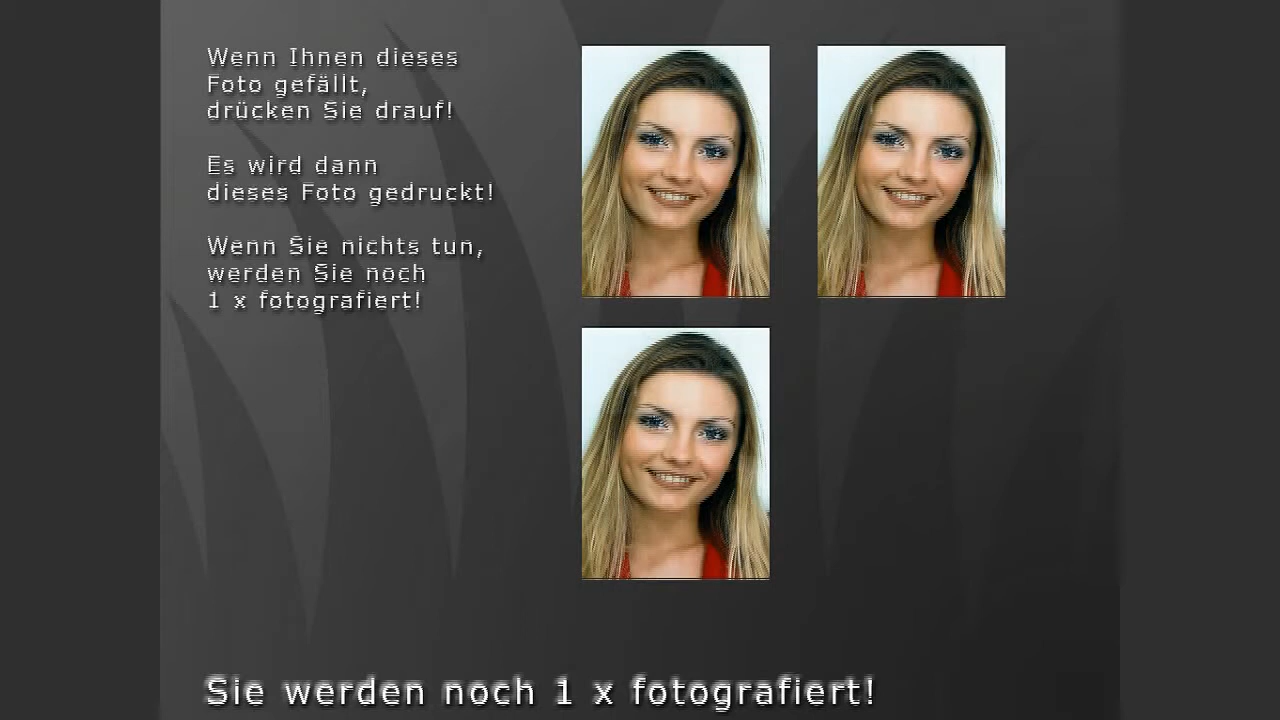 Wenn Ihnen dieses
Foto gefällt,
drücken Sie drauf!
Es wird dann
dieses Foto gedruckt!
Wenn Sie nichts tun,
werden Sie noch
1 x fotografiert!
Sie werden noch 1 x fotografiert!